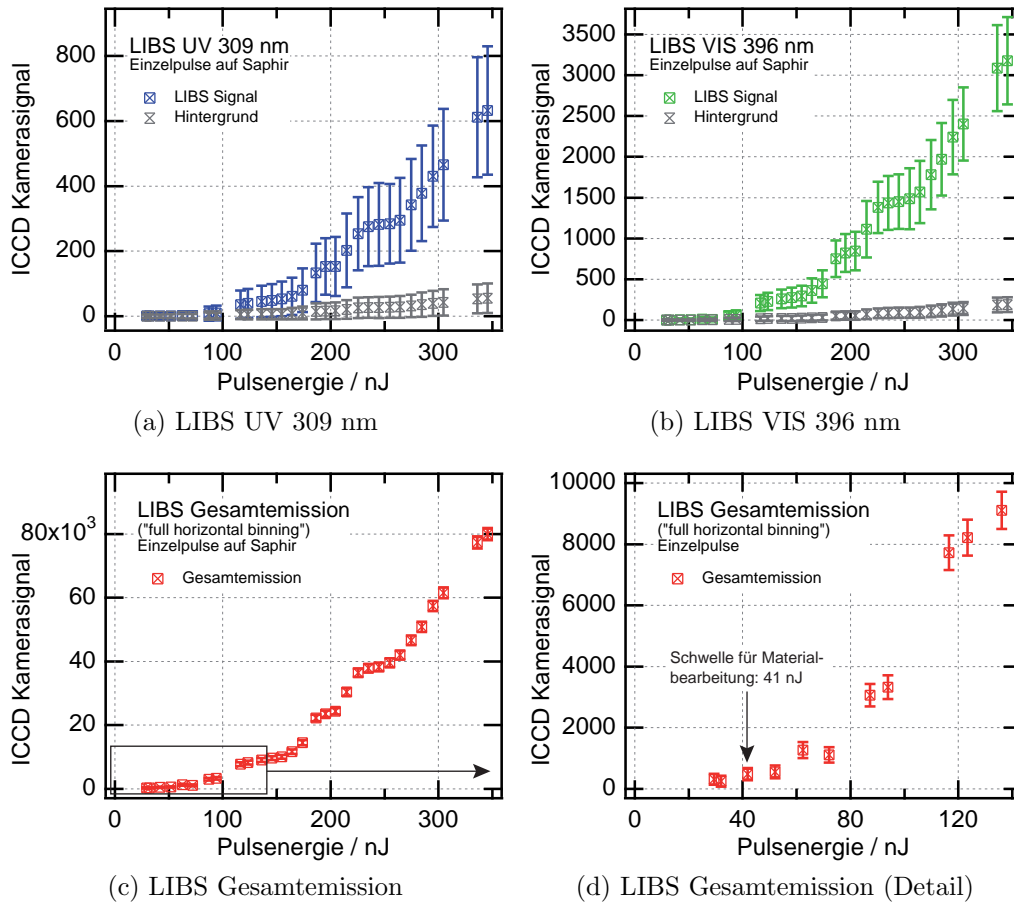 LIBS UV 309 nm
Einzelpulse auf Saphir
LIBS Signal
Hintergrund
ICCD Kamerasignal
800
600
400
200
0
0 100 200 300
Pulsenergie / nJ
(a) LIBS UV 309 nm
LIBS VIS 396 nm
Einzelpulse auf Saphir
LIBS Signal
Hintergrund
ICCD Kamerasignal
3500
3000
2500
2000
1500
1000
500
0
0 100 200 300
Pulsenergie / nJ
(b) LIBS VIS 396 nm
LIBS Gesamtemission
("full horizontal binning")
Einzelpulse auf Saphir
Gesamtemission
ICCD Kamerasignal
80x10³
60
40
20
0
0 100 200 300
Pulsenergie / nJ
(c) LIBS Gesamtemission
LIBS Gesamtemission
("full horizontal binning")
Einzelpulse
Gesamtemission
Schwelle für Material-
bearbeitung: 41 nJ
ICCD Kamerasignal
10000
8000
6000
4000
2000
0
0 40 80 120
Pulsenergie / nJ
(d) LIBS Gesamtemission (Detail)